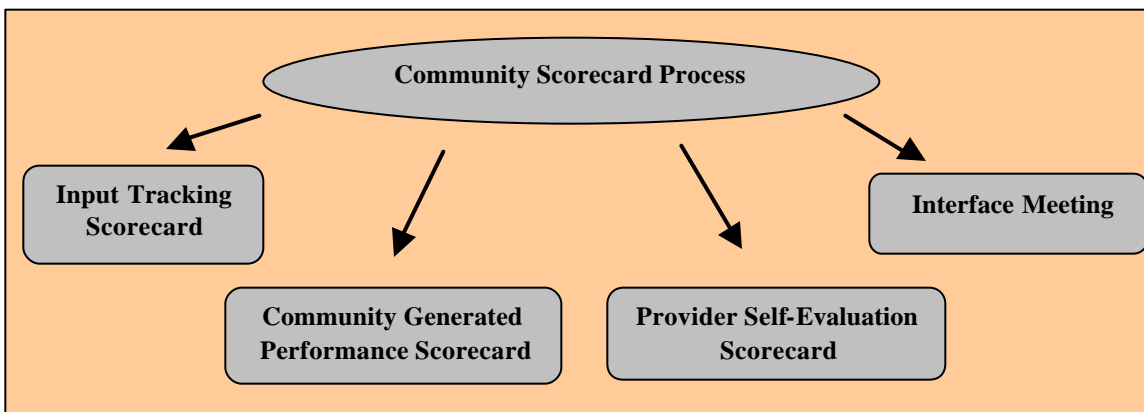 Community Scorecard Process
Input Tracking
Scorecard
Interface Meeting
Community Generated
Performance Scorecard
Provider Self-Evaluation
Scorecard